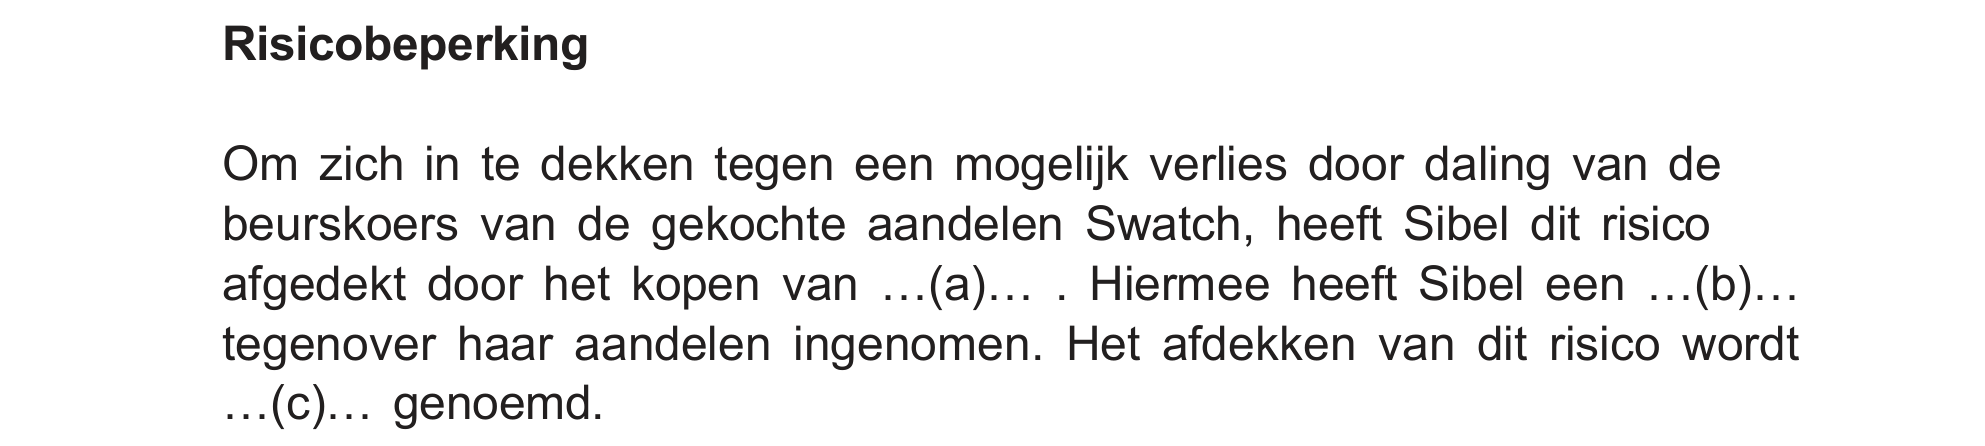 Risicobeperking
Om zich in te dekken tegen een mogelijk verlies door daling van de
beurskoers van de gekochte aandelen Swatch, heeft Sibel dit risico
afgedekt door het kopen van …(a)… . Hiermee heeft Sibel een …(b)…
tegenover haar aandelen ingenomen. Het afdekken van dit risico wordt
…(c)… genoemd.